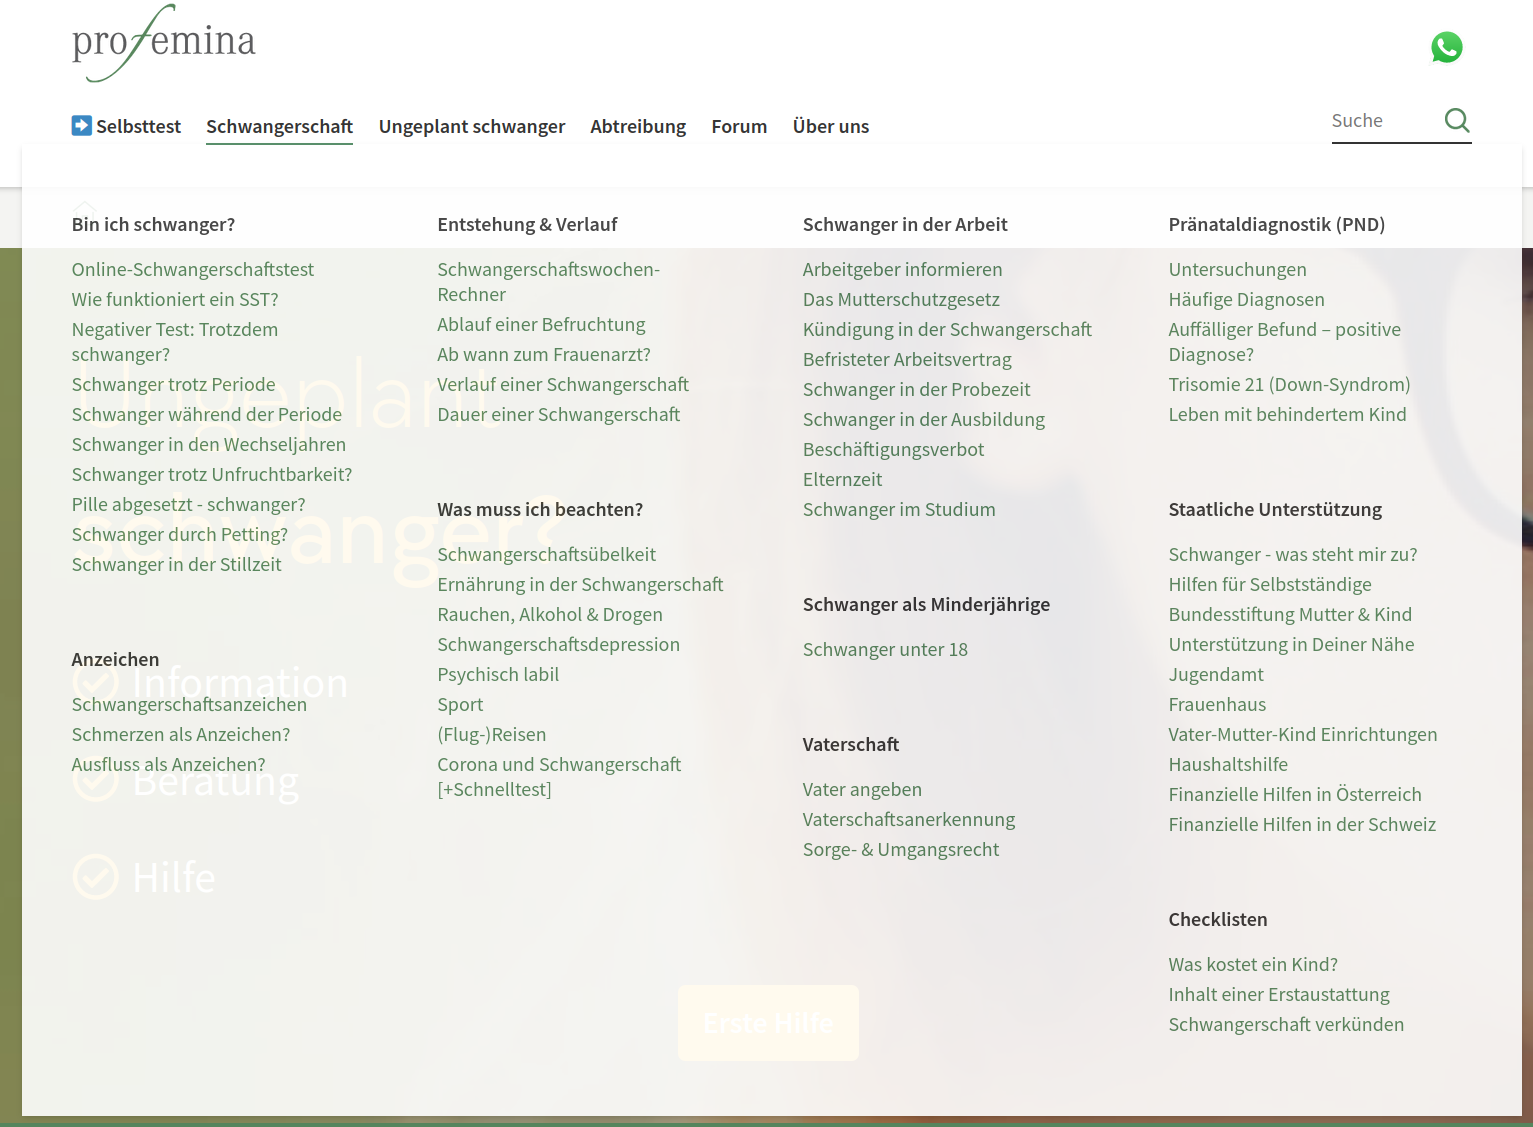 profemina
Selbsttest
Schwangerschaft
Ungeplant schwanger
Abtreibung
Forum
Über uns
Suche
Bin ich schwanger?
Online-Schwangerschaftstest
Wie funktioniert ein SST?
Negativer Test: Trotzdem
schwanger?
Schwanger trotz Periode
Schwanger während der Periode
Schwanger in den Wechseljahren
Schwanger trotz Unfruchtbarkeit?
Pille abgesetzt - schwanger?
Schwanger durch Petting?
Schwanger in der Stillzeit
Anzeichen
Schwangerschaftsanzeichen
Schmerzen als Anzeichen?
Ausfluss als Anzeichen?
Entstehung & Verlauf
Schwangerschaftswochen-
Rechner
Ablauf einer Befruchtung
Ab wann zum Frauenarzt?
Verlauf einer Schwangerschaft
Dauer einer Schwangerschaft
Was muss ich beachten?
Schwangerschaftsübelkeit
Ernährung in der Schwangerschaft
Rauchen, Alkohol & Drogen
Schwangerschaftsdepression
Psychisch labil
Sport
(Flug-)Reisen
Corona und Schwangerschaft
[+Schnelltest]
Schwanger in der Arbeit
Arbeitgeber informieren
Das Mutterschutzgesetz
Kündigung in der Schwangerschaft
Befristeter Arbeitsvertrag
Schwanger in der Probezeit
Schwanger in der Ausbildung
Beschäftigungsverbot
Elternzeit
Schwanger im Studium
Schwanger als Minderjährige
Schwanger unter 18
Vaterschaft
Vater angeben
Vaterschaftsanerkennung
Sorge- & Umgangsrecht
Pränataldiagnostik (PND)
Untersuchungen
Häufige Diagnosen
Auffälliger Befund – positive
Diagnose?
Trisomie 21 (Down-Syndrom)
Leben mit behindertem Kind
Staatliche Unterstützung
Schwanger - was steht mir zu?
Hilfen für Selbstständige
Bundesstiftung Mutter & Kind
Unterstützung in Deiner Nähe
Jugendamt
Frauenhaus
Vater-Mutter-Kind Einrichtungen
Haushaltshilfe
Finanzielle Hilfen in Österreich
Finanzielle Hilfen in der Schweiz
Checklisten
Was kostet ein Kind?
Inhalt einer Erstaustattung
Schwangerschaft verkünden
Ungeplant
schwanger?
Information
Beratung
Hilfe
Erste Hilfe